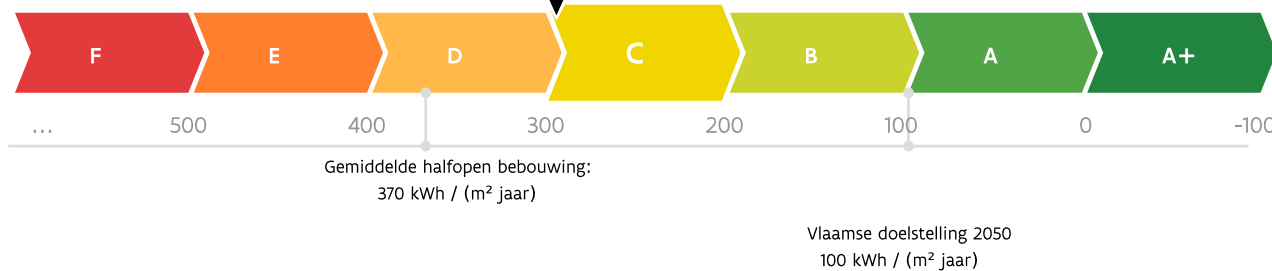 F E D C B A A+
... 500 400 300 200 100 0 -100
Gemiddelde halfopen bebouwing:
370 kWh / (m² jaar)
Vlaamse doelstelling 2050
100 kWh / (m² jaar)